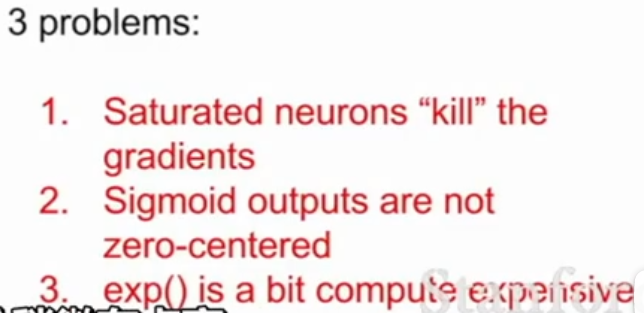 3 problems:
1. Saturated neurons “kill” the
gradients
2. Sigmoid outputs are not
zero-centered
3. exp() is a bit compute expensive
Stanfor